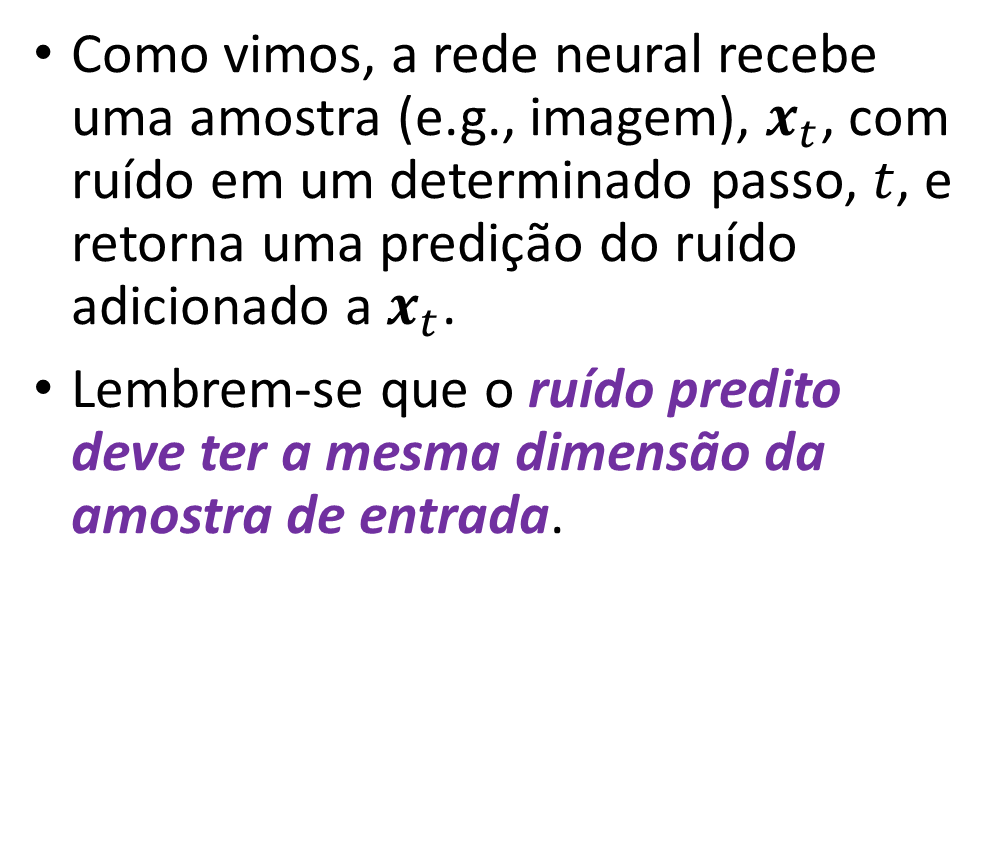 • Como vimos, a rede neural recebe
uma amostra (e.g., imagem), 𝒙ₜ, com
ruído em um determinado passo, 𝑡, e
retorna uma predição do ruído
adicionado a 𝒙ₜ.
• Lembrem-se que o ruído predito
deve ter a mesma dimensão da
amostra de entrada.